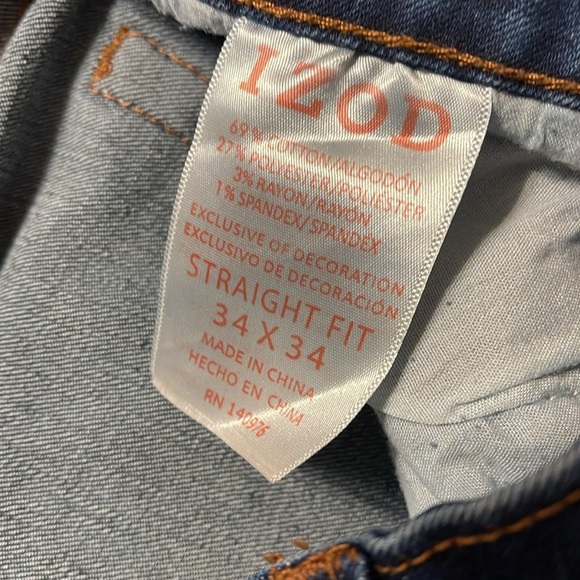 IZOD
69% COTTON/ALGODÓN
27% POLYESTER/POLIÉSTER
3% RAYON/RAYÓN
1% SPANDEX/SPANDEX
EXCLUSIVE OF DECORATION
EXCLUSIVO DE DECORACIÓN
STRAIGHT FIT
34 X 34
MADE IN CHINA
HECHO EN CHINA
RN 140976